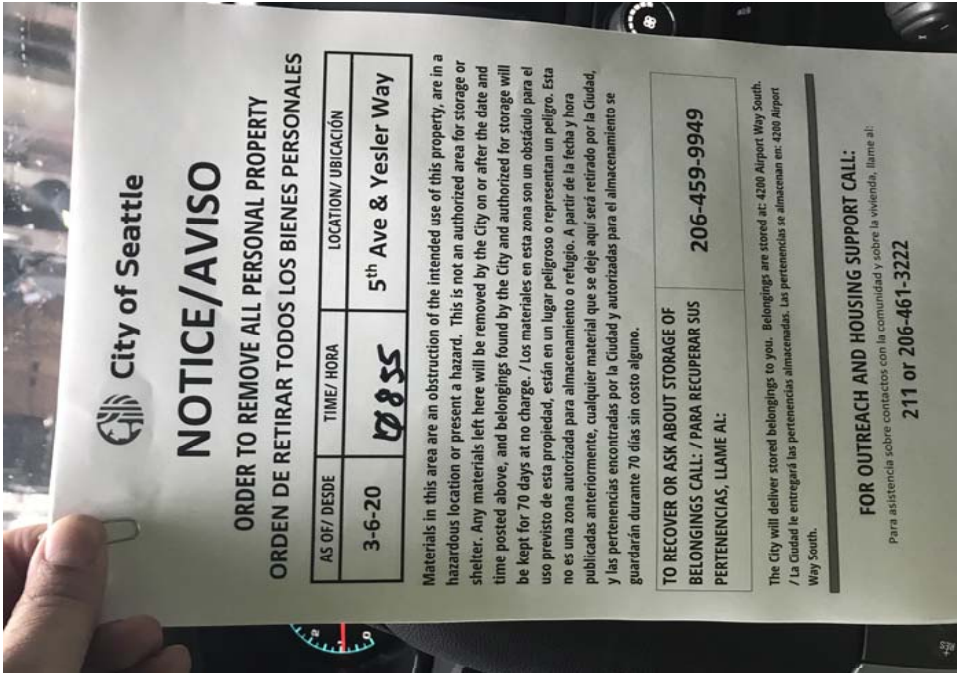 City of Seattle
NOTICE/AVISO
ORDER TO REMOVE ALL PERSONAL PROPERTY
ORDEN DE RETIRAR TODOS LOS BIENES PERSONALES
AS OF/ DESDE TIME/ HORA LOCATION/ UBICACIÓN
3-6-20 0855 5th Ave & Yesler Way
Materials in this area are an obstruction of the intended use of this property, are in a
hazardous location or present a hazard. This is not an authorized area for storage or
shelter. Any materials left here will be removed by the City on or after the date and
time posted above, and belongings found by the City and authorized for storage will
be kept for 70 days at no charge. / Los materiales en esta zona son un obstáculo para el
uso previsto de esta propiedad, están en un lugar peligroso o representan un peligro. Esta
no es una zona autorizada para almacenamiento o refugio. A partir de la fecha y hora
publicadas anteriormente, cualquier material que se deje aquí será retirado por la Ciudad,
y las pertenencias encontradas por la Ciudad y autorizadas para el almacenamiento se
guardarán durante 70 días sin costo alguno.
TO RECOVER OR ASK ABOUT STORAGE OF
BELONGINGS CALL: / PARA RECUPERAR SUS
PERTENENCIAS, LLAME AL:
206-459-9949
The City will deliver stored belongings to you. Belongings are stored at: 4200 Airport Way South.
/ La Ciudad le entregará las pertenencias almacenadas. Las pertenencias se almacenan en: 4200 Airport
Way South.
FOR OUTREACH AND HOUSING SUPPORT CALL:
Para asistencia sobre contactos con la comunidad y sobre la vivienda, llame al:
211 or 206-461-3222